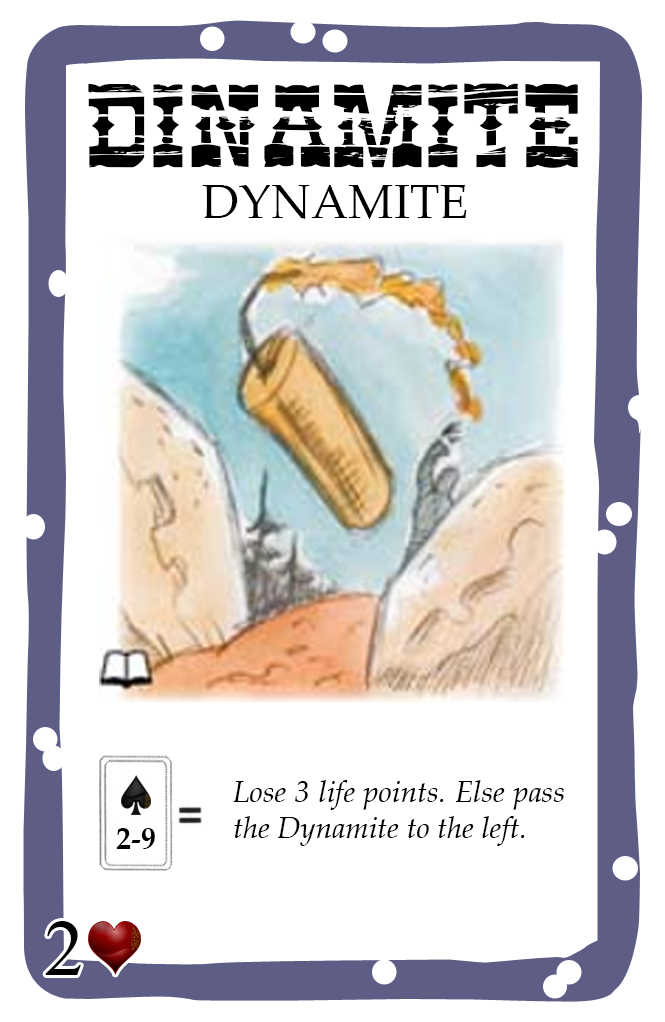 DINAMITE
DYNAMITE
2-9
=
Lose 3 life points. Else pass
the Dynamite to the left.
2